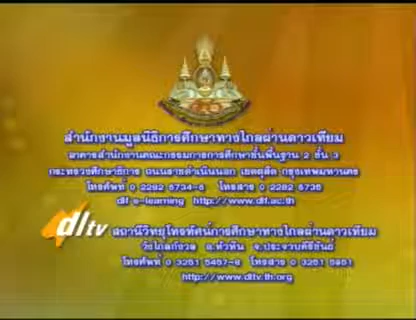 สำนักงานมูลนิธิการศึกษาทางไกลผ่านดาวเทียม
อาคารสำนักงานคณะกรรมการการศึกษาขั้นพื้นฐาน 2 ชั้น 3
กระทรวงศึกษาธิการ ถนนราชดำเนินนอก เขตดุสิต กรุงเทพมหานคร
โทรศัพท์ 0 2282 6734-6 โทรสาร 0 2282 6735
dlf e-learning http://www.dlf.ac.th
dltv สถานีวิทยุโทรทัศน์การศึกษาทางไกลผ่านดาวเทียม
วังไกลกังวล อ.หัวหิน จ.ประจวบคีรีขันธ์
โทรศัพท์ 0 3251 5457-8 โทรสาร 0 3251 5951
http://www.dltv.th.org